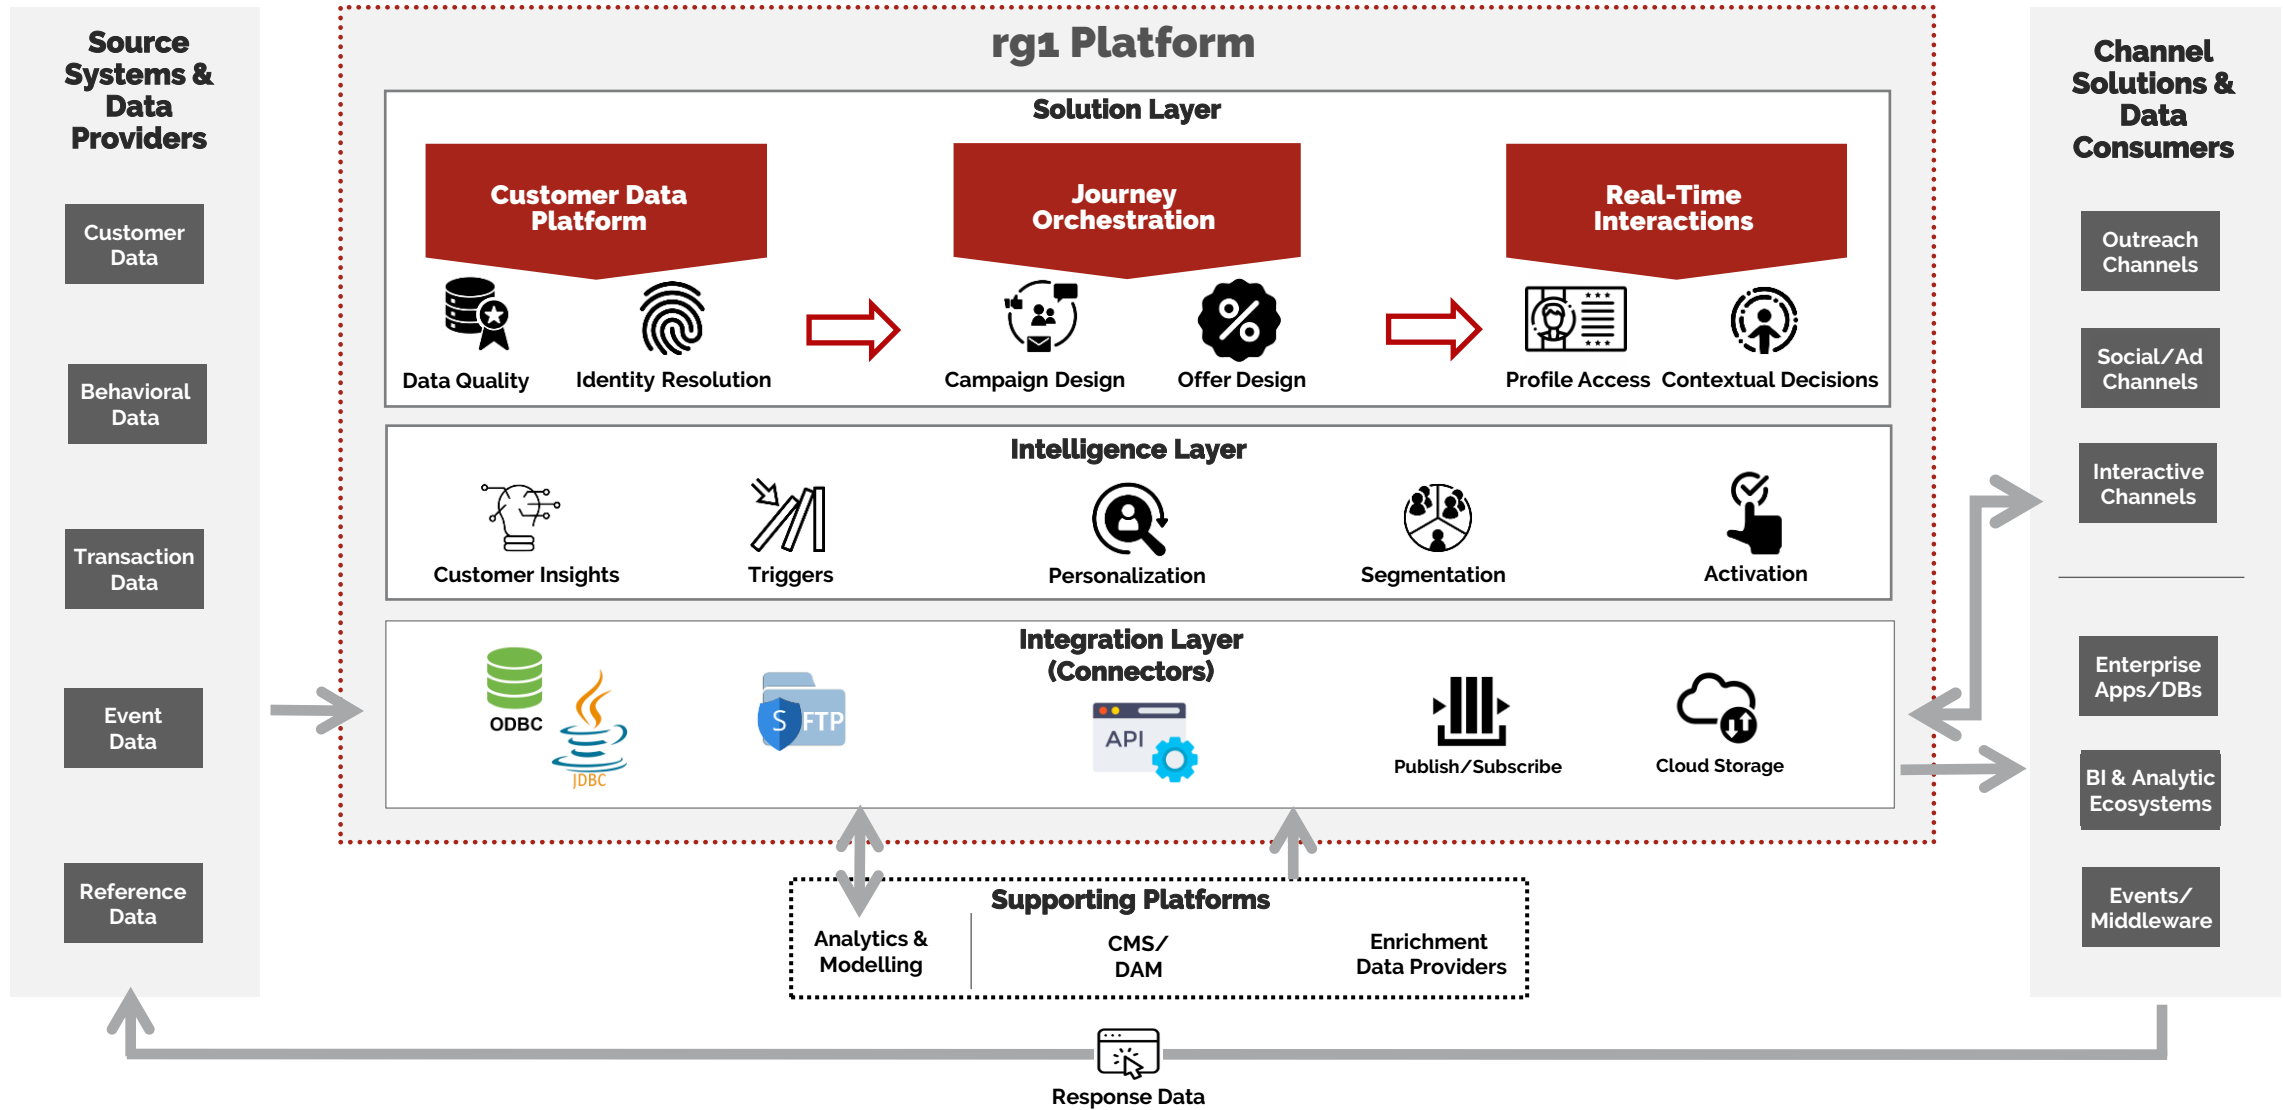 Source
Systems &
Data
Providers
Customer
Data
Behavioral
Data
Transaction
Data
Event
Data
Reference
Data
rg1 Platform
Solution Layer
Customer Data
Platform
Journey
Orchestration
Real-Time
Interactions
Data Quality
Identity Resolution
Campaign Design
Offer Design
Profile Access
Contextual Decisions
Intelligence Layer
Customer Insights
Triggers
Personalization
Segmentation
Activation
Integration Layer
(Connectors)
ODBC
JDBC
S FTP
API
Publish/Subscribe
Cloud Storage
Supporting Platforms
Analytics &
Modelling
CMS/
DAM
Enrichment
Data Providers
Channel
Solutions &
Data
Consumers
Outreach
Channels
Social/Ad
Channels
Interactive
Channels
Enterprise
Apps/DBs
BI & Analytic
Ecosystems
Events/
Middleware
Response Data